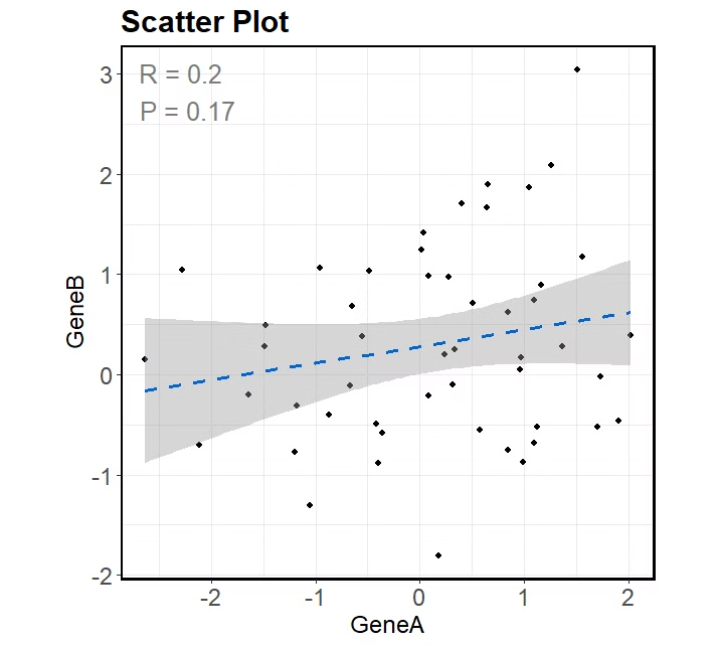 Scatter Plot
R = 0.2
P = 0.17
3
2
1
0
-1
-2
GeneB
-2
-1
0
1
2
GeneA